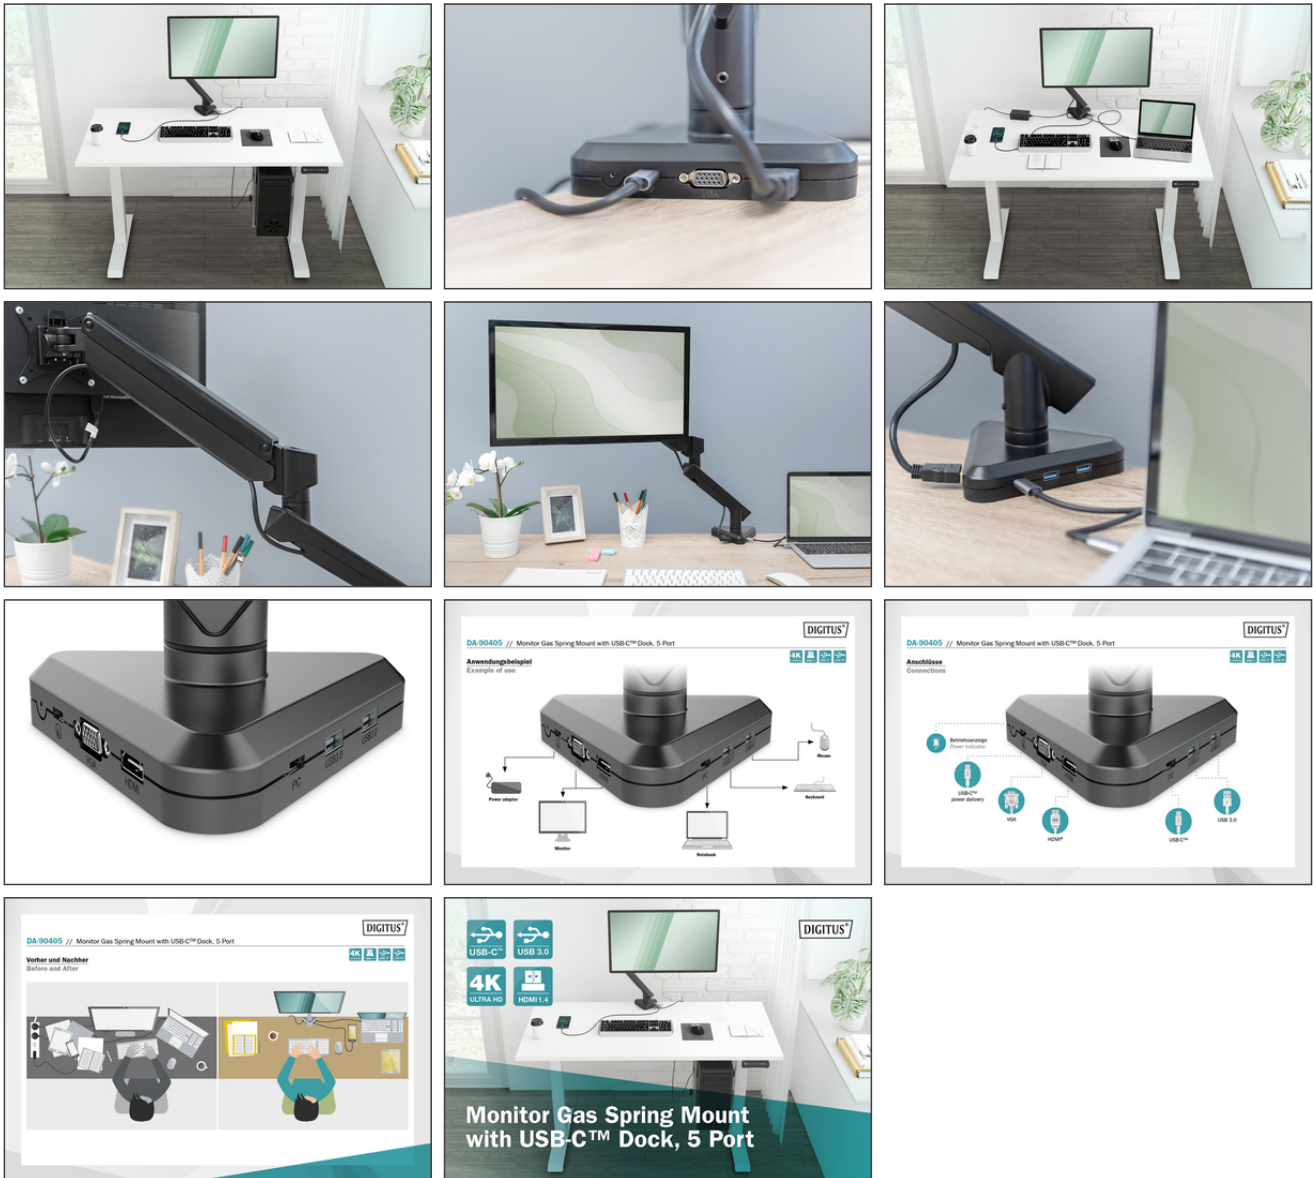 VGA
HDMI
PC
USB3.0
USB3.0
DIGITUS®
DA-90405 // Monitor Gas Spring Mount with USB-C™ Dock, 5 Port
4K
Anwendungsbeispiel
Example of use
Power adapter
Monitor
Notebook
Keyboard
Mouse
DIGITUS®
DA-90405 // Monitor Gas Spring Mount with USB-C™ Dock, 5 Port
4K
Anschlüsse
Connections
Betriebsanzeige
Power indicator
USB-C™
power delivery
VGA
HDMI®
USB-C™
USB 3.0
DIGITUS®
DA-90405 // Monitor Gas Spring Mount with USB-C™ Dock, 5 Port
4K
Vorher und Nachher
Before and After
USB-C™
USB 3.0
4K
ULTRA HD
HDMI 1.4
DIGITUS®
Monitor Gas Spring Mount
with USB-C™ Dock, 5 Port